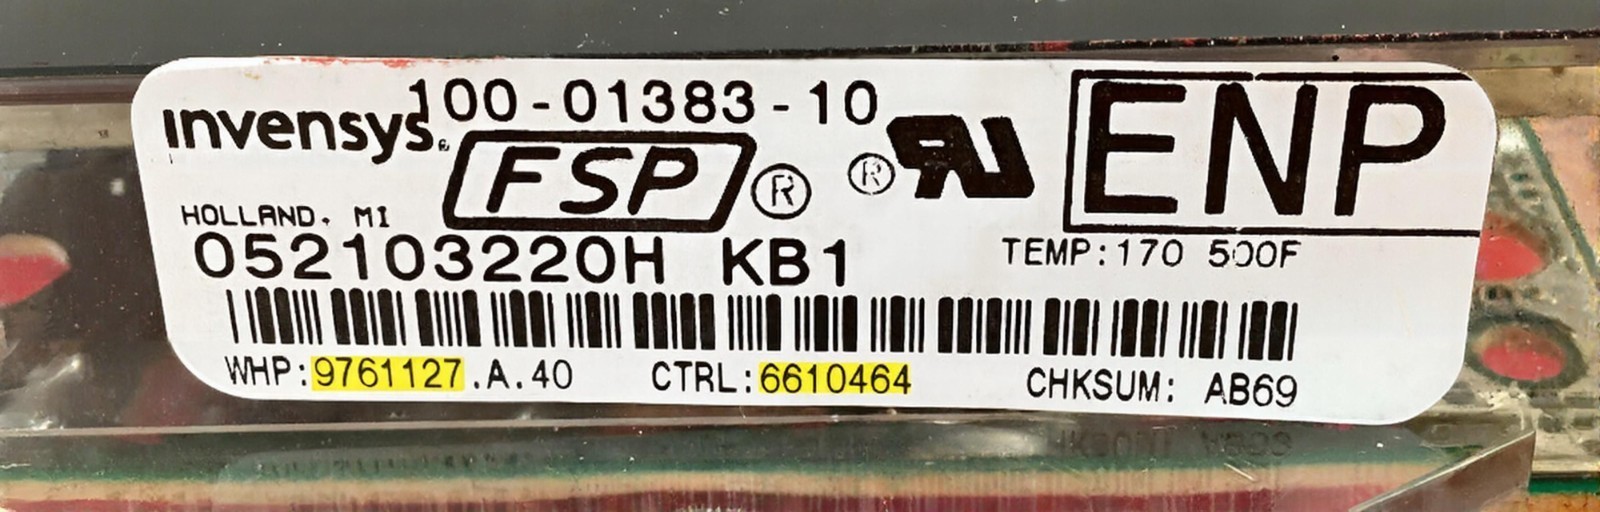 100-01383-10
invensys®
FSP ®
® RU
ENP
HOLLAND, MI
052103220H KB1
TEMP:170 500F
WHP:9761127.A.40 CTRL:6610464 CHKSUM: AB69